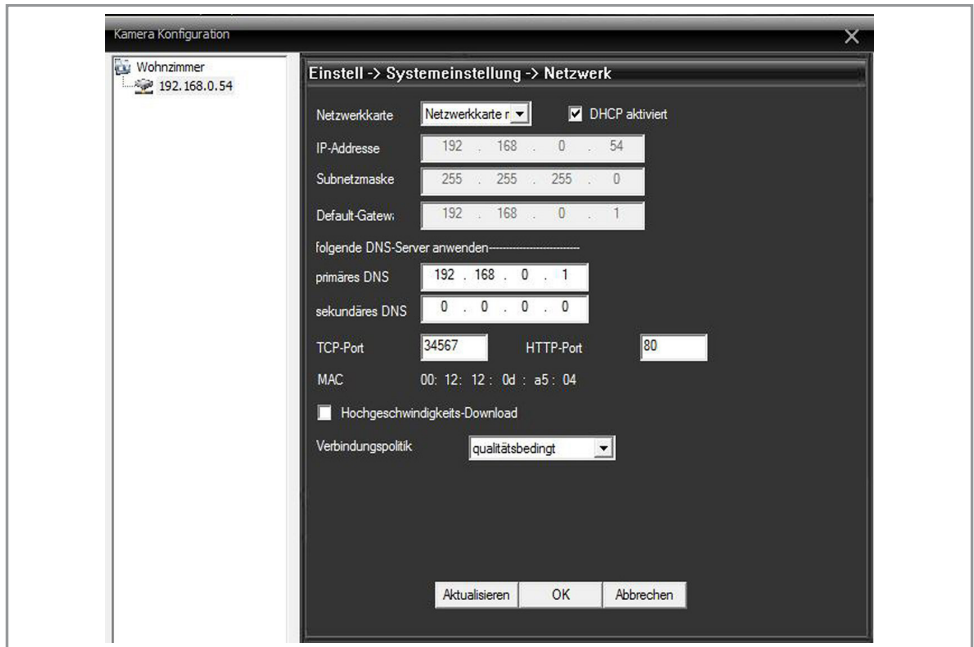 Kamera Konfiguration
Wohnzimmer
192.168.0.54
Einstell -> Systemeinstellung -> Netzwerk
Netzwerkkarte Netzwerkkarte r DHCP aktiviert
IP-Addresse 192 . 168 . 0 . 54
Subnetzmaske 255 . 255 . 255 . 0
Default-Gatew 192 . 168 . 0 . 1
folgende DNS-Server anwenden----------------------------
primäres DNS 192 . 168 . 0 . 1
sekundäres DNS 0 . 0 . 0 . 0
TCP-Port 34567 HTTP-Port 80
MAC 00: 12: 12 : 0d : a5 : 04
Hochgeschwindigkeits-Download
Verbindungspolitik qualitätsbedingt
Aktualisieren OK Abbrechen